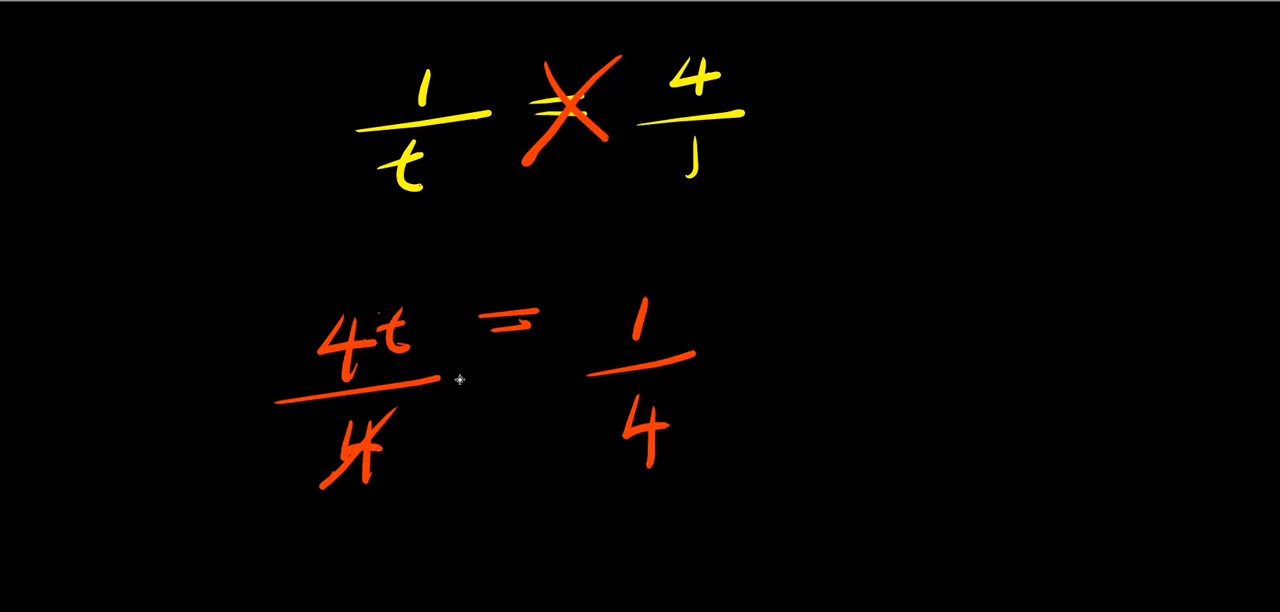 1/t = 4/1
4t/4 = 1/4